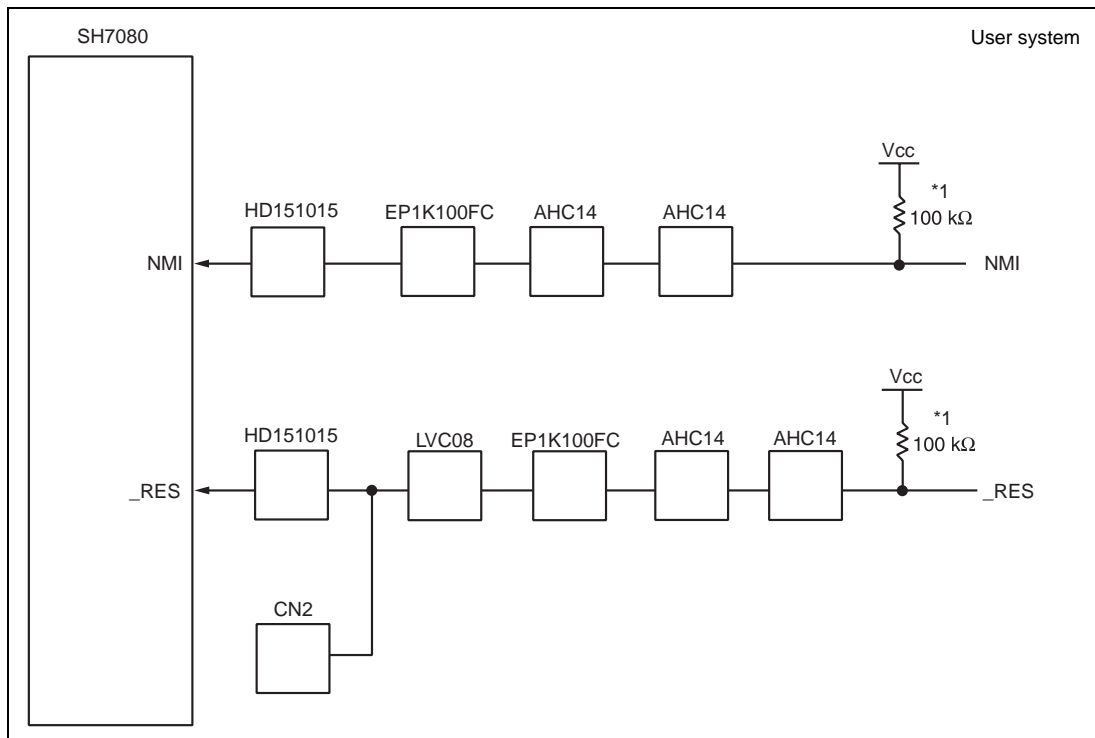 SH7080
User system
Vcc
*1
100 kΩ
HD151015
EP1K100FC
AHC14
AHC14
NMI
NMI
Vcc
*1
100 kΩ
HD151015
LVC08
EP1K100FC
AHC14
AHC14
_RES
_RES
CN2